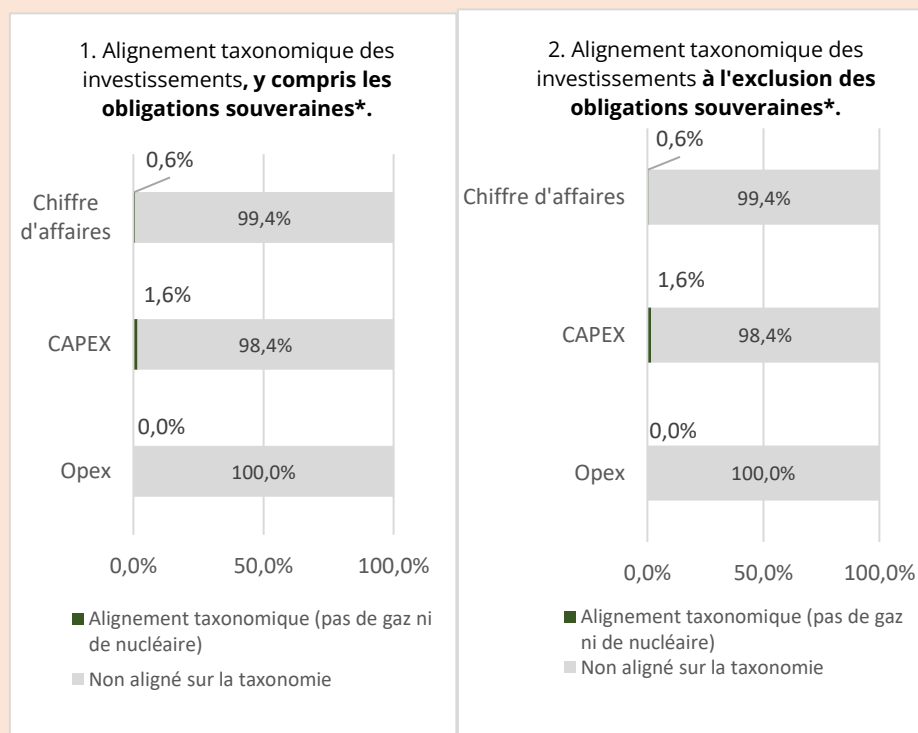 1. Alignement taxonomique des
investissements, y compris les
obligations souveraines*.
0,6%
Chiffre
d'affaires
99,4%
1,6%
CAPEX
98,4%
0,0%
Opex
100,0%
0,0%
50,0%
100,0%
Alignement taxonomique (pas de gaz ni
de nucléaire)
Non aligné sur la taxonomie
2. Alignement taxonomique des
investissements à l'exclusion des
obligations souveraines*.
0,6%
Chiffre d'affaires
99,4%
1,6%
CAPEX
98,4%
0,0%
Opex
100,0%
0,0%
50,0%
100,0%
Alignement taxonomique (pas de gaz
ni de nucléaire)
Non aligné sur la taxonomie